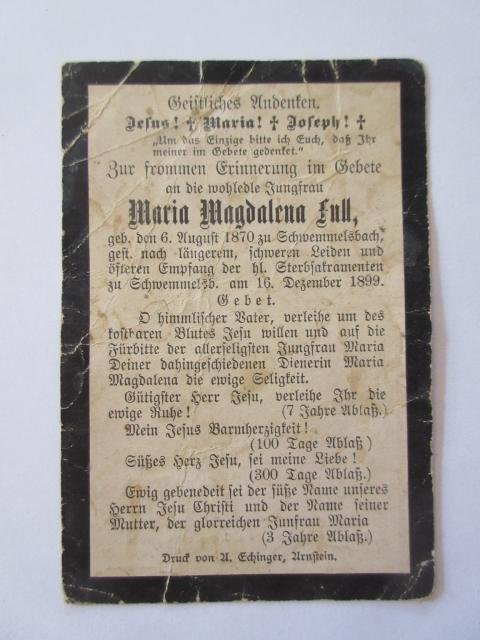 Geistliches Andenken.
Jesus! ✝ Maria! ✝ Joseph! ✝
„Um das Einzige bitte ich Euch, daß Ihr
meiner im Gebete gedenket.“
Zur frommen Erinnerung im Gebete
an die wohledle Jungfrau
Maria Magdalena Full,
geb. den 6. August 1870 zu Schwemmelsbach,
gest. nach längerem, schweren Leiden und
öfteren Empfang der hl. Sterbsakramenten
zu Schwemmelsb. am 16. Dezember 1899.
Gebet.
O himmlischer Vater, verleihe um des
kostbaren Blutes Jesu willen und auf die
Fürbitte der allerseligsten Jungfrau Maria
Deiner dahingeschiedenen Dienerin Maria
Magdalena die ewige Seligkeit.
Gütigster Herr Jesu, verleihe Ihr die
ewige Ruhe! (7 Jahre Ablaß.)
Mein Jesus Barmherzigkeit!
(100 Tage Ablaß)
Süßes Herz Jesu, sei meine Liebe!
(300 Tage Ablaß.)
Ewig gebenedeit sei der süße Name unseres
Herrn Jesu Christi und der Name seiner
Mutter, der glorreichen Junfrau Maria
(3 Jahre Ablaß.)
Druck von A. Echinger, Arnstein.